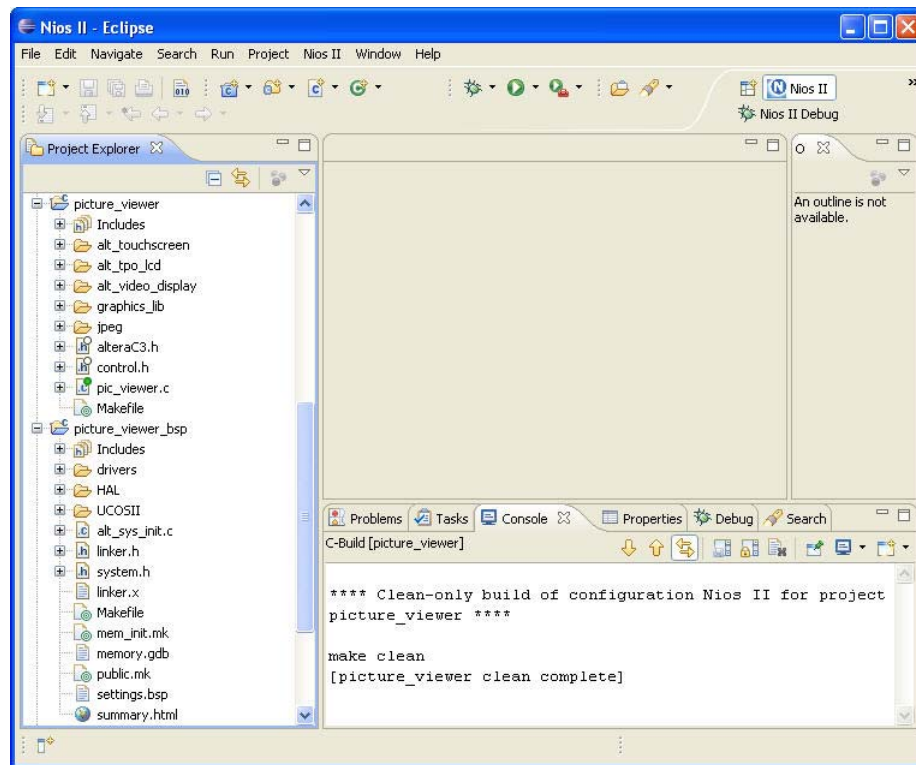 Nios II - Eclipse
File Edit Navigate Search Run Project Nios II Window Help
010
Nios II
»
Nios II Debug
Project Explorer
picture_viewer
Includes
alt_touchscreen
alt_tpo_lcd
alt_video_display
graphics_lib
jpeg
alteraC3.h
control.h
pic_viewer.c
Makefile
picture_viewer_bsp
Includes
drivers
HAL
UCOSII
alt_sys_init.c
linker.h
system.h
linker.x
Makefile
mem_init.mk
memory.gdb
public.mk
settings.bsp
summary.html
O
An outline is not
available.
Problems Tasks Console Properties Debug Search
C-Build [picture_viewer]
**** Clean-only build of configuration Nios II for project
picture_viewer ****
make clean
[picture_viewer clean complete]